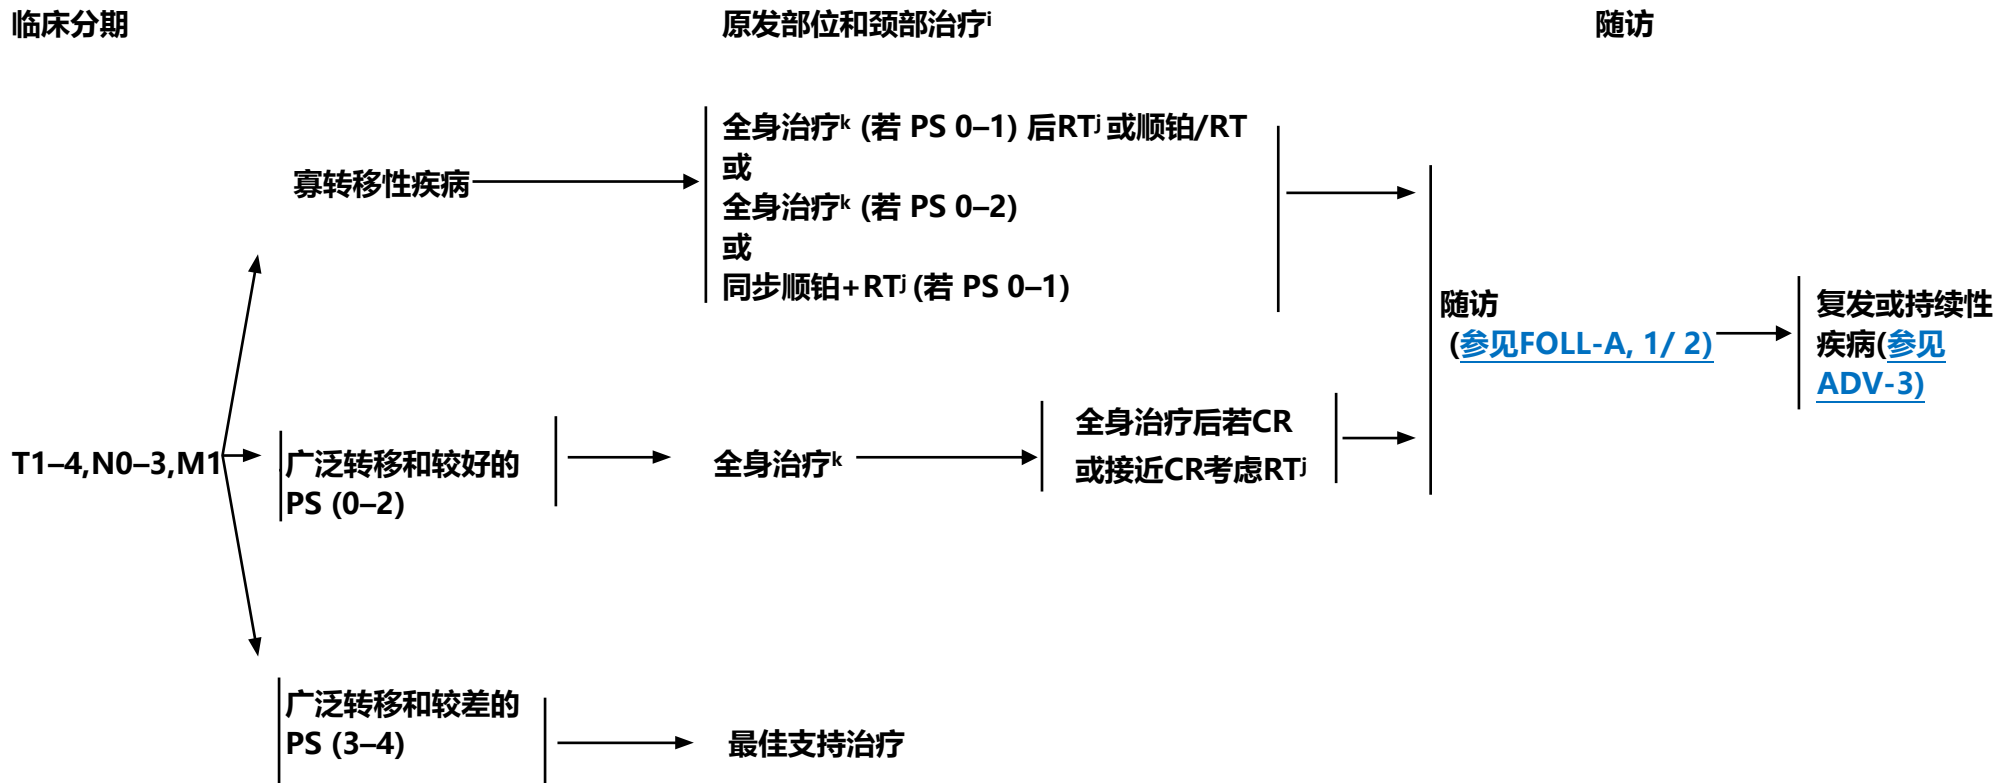 临床分期
原发部位和颈部治疗ⁱ
随访
全身治疗ᵏ (若 PS 0–1) 后RTʲ 或顺铂/RT
或
全身治疗ᵏ (若 PS 0–2)
或
同步顺铂+RTʲ (若 PS 0–1)
寡转移性疾病
随访
(参见FOLL-A, 1/ 2)
复发或持续性
疾病(参见
ADV-3)
T1–4,N0–3,M1
广泛转移和较好的
PS (0–2)
全身治疗ᵏ
全身治疗后若CR
或接近CR考虑RTʲ
广泛转移和较差的
PS (3–4)
最佳支持治疗